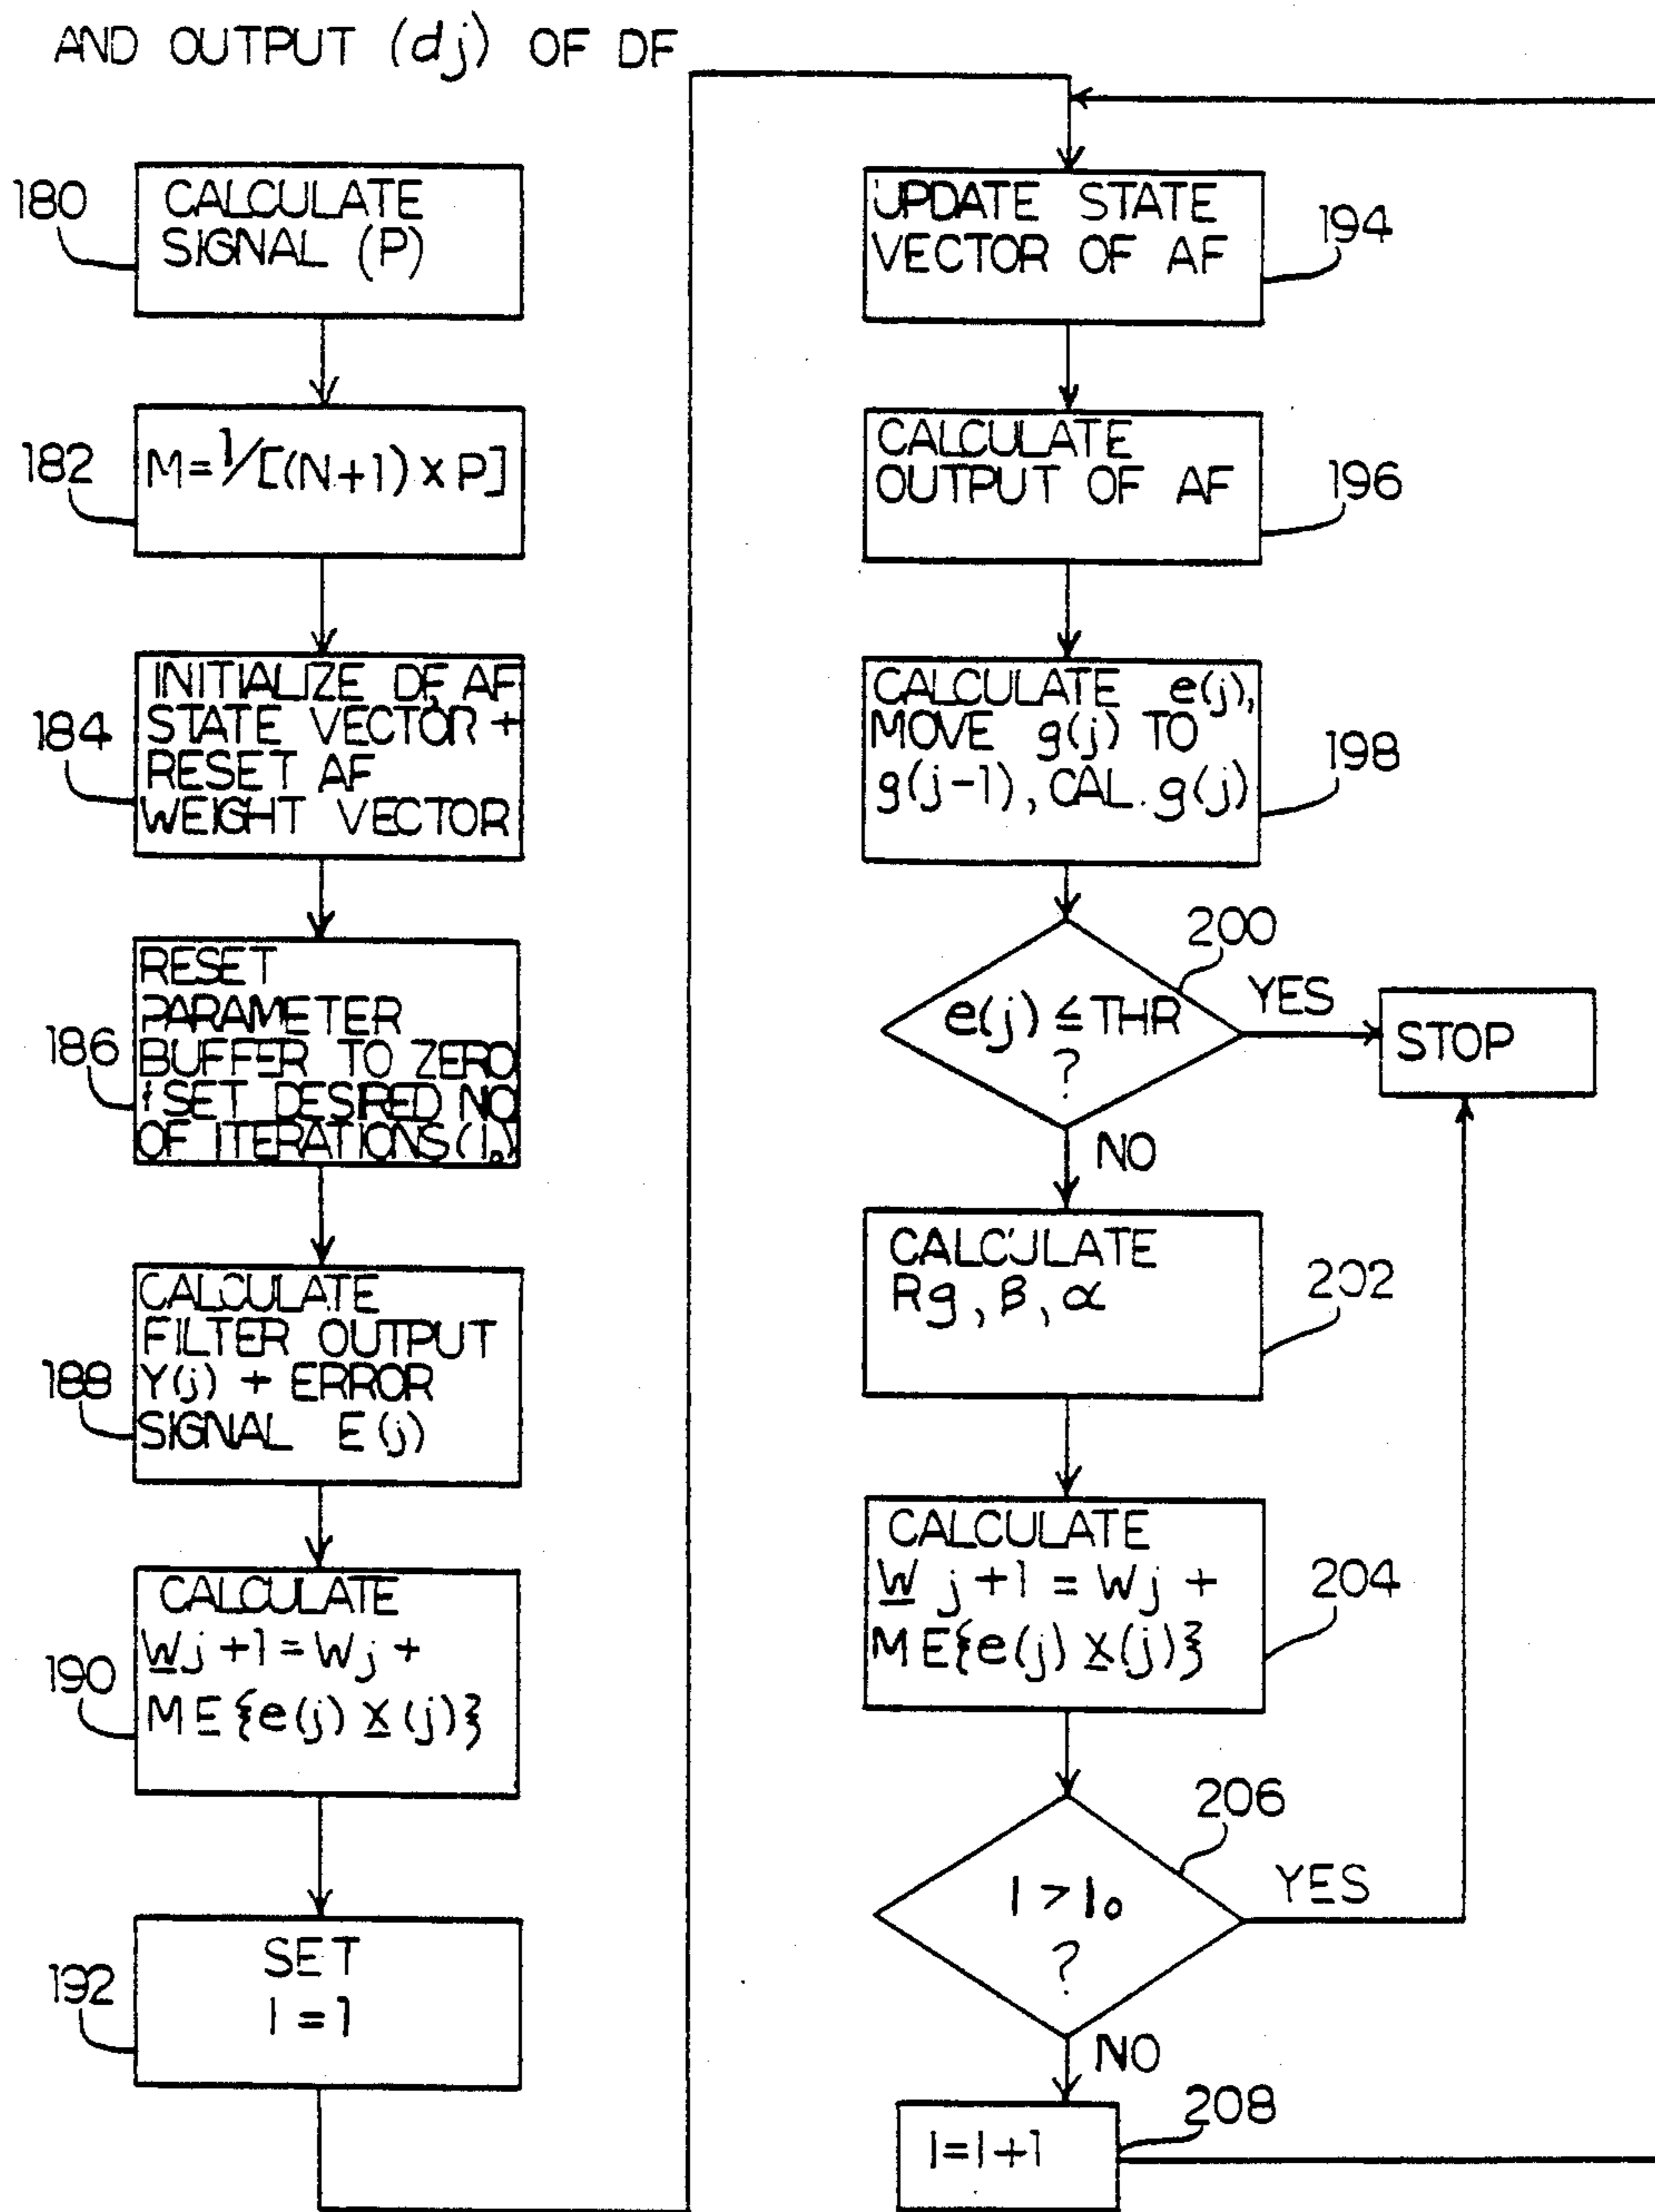 AND OUTPUT (dj) OF DF
180
CALCULATE
SIGNAL (P)
182
M=1/[(N+1) x P]
184
INITIALIZE DF, AF
STATE VECTOR +
RESET AF
WEIGHT VECTOR
186
RESET
PARAMETER
BUFFER TO ZERO
+ SET DESIRED NO
OF ITERATIONS (I₀)
188
CALCULATE
FILTER OUTPUT
Y(j) + ERROR
SIGNAL E(j)
190
CALCULATE
Wj+1 = Wj +
ME{e(j) X(j)}
192
SET
I = 1
UPDATE STATE
VECTOR OF AF
194
CALCULATE
OUTPUT OF AF
196
CALCULATE e(j),
MOVE g(j) TO
g(j-1), CAL. g(j)
198
200
e(j) ≤ THR
?
YES
STOP
NO
CALCULATE
Rg, β, α
202
CALCULATE
W j+1 = Wj +
ME{e(j) X(j)}
204
206
I > I₀
?
YES
NO
208
I=I+1